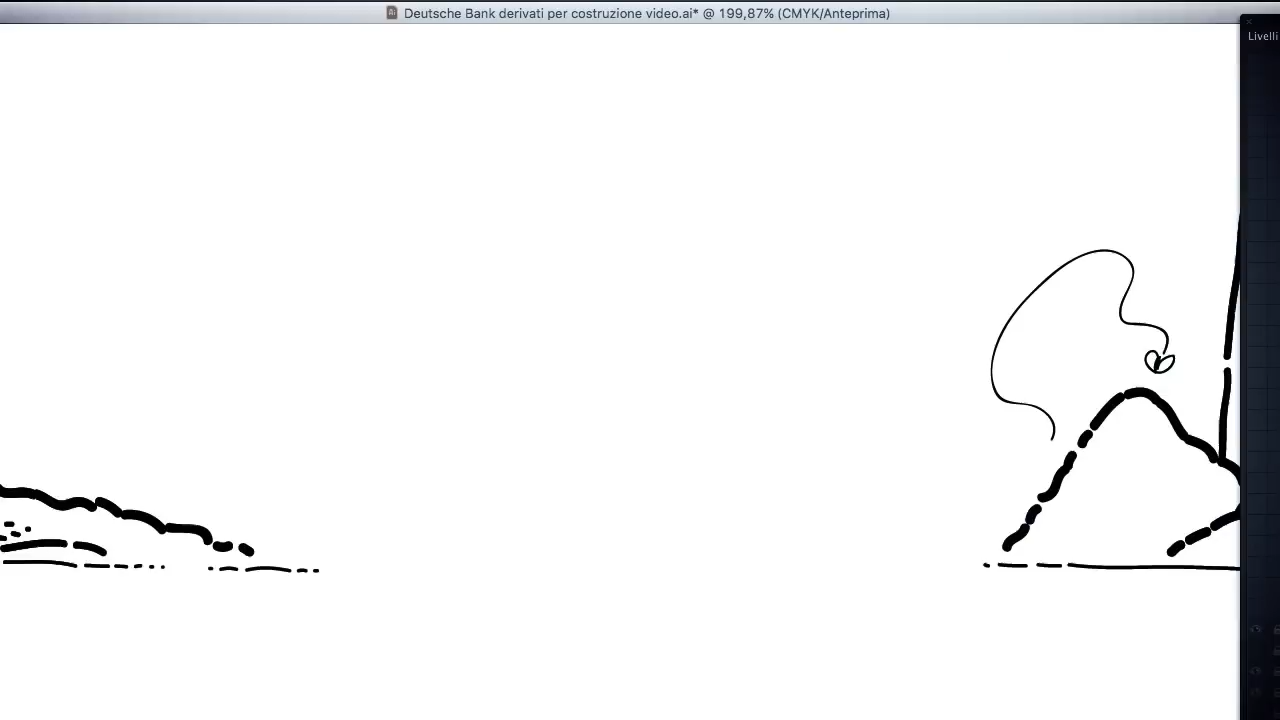 Deutsche Bank derivati per costruzione video.ai* @ 199,87% (CMYK/Anteprima)
Livelli